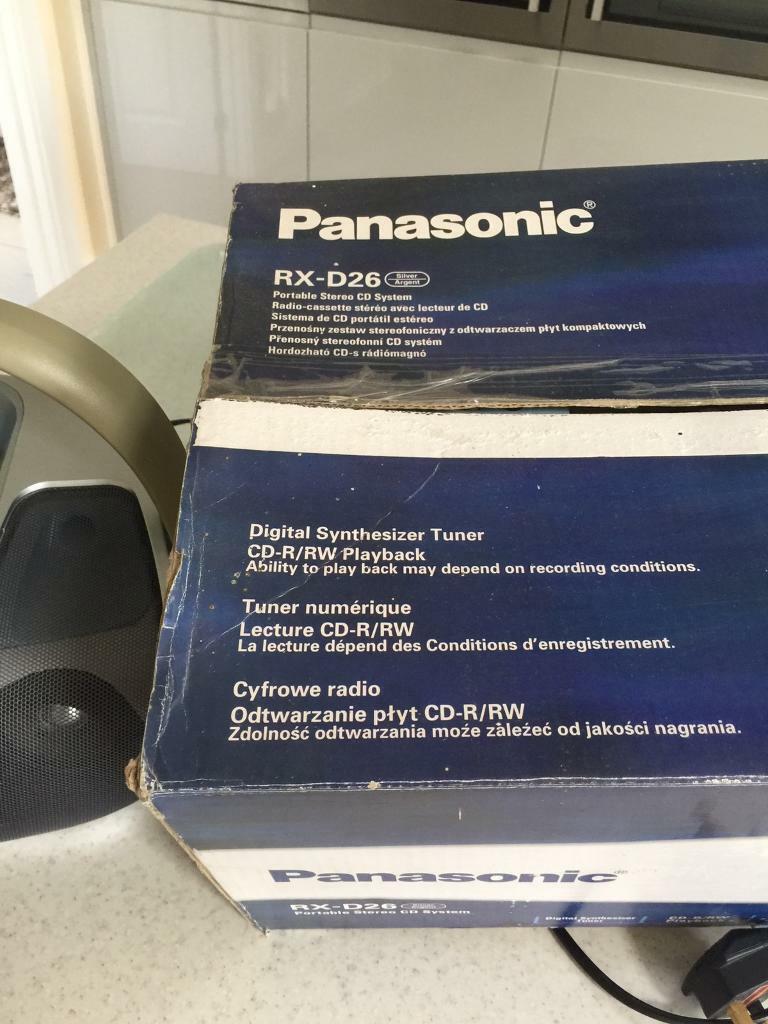 Panasonic®
RX-D26 Silver Argent
Portable Stereo CD System
Radio-cassette stéréo avec lecteur de CD
Sistema de CD portátil estéreo
Przenośny zestaw stereofoniczny z odtwarzaczem płyt kompaktowych
Přenosný stereofonní CD systém
Hordozható CD-s rádiómagnó
Digital Synthesizer Tuner
CD-R/RW Playback
Ability to play back may depend on recording conditions.
Tuner numérique
Lecture CD-R/RW
La lecture dépend des Conditions d'enregistrement.
Cyfrowe radio
Odtwarzanie płyt CD-R/RW
Zdolność odtwarzania może zależeć od jakości nagrania.
Panasonic®
RX-D26
Portable Stereo CD System
Digital Synthesizer
Tuner
CD-R/RW
Playback